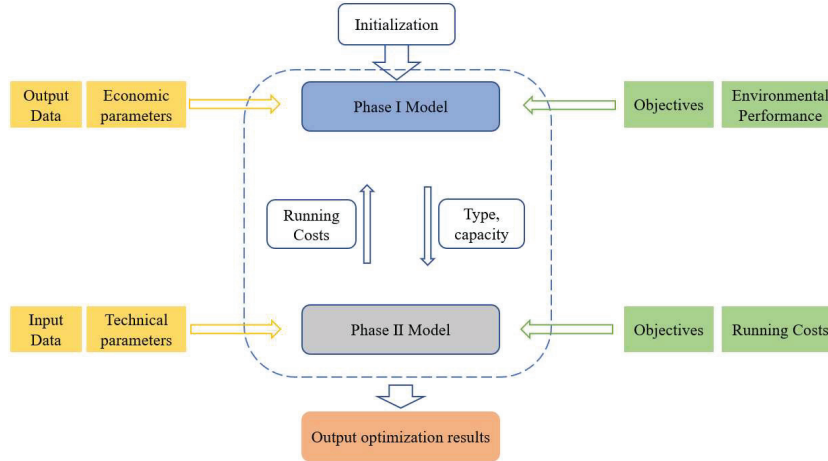 Initialization
Output
Data
Economic
parameters
Phase I Model
Objectives
Environmental
Performance
Running
Costs
Type,
capacity
Input
Data
Technical
parameters
Phase II Model
Objectives
Running Costs
Output optimization results